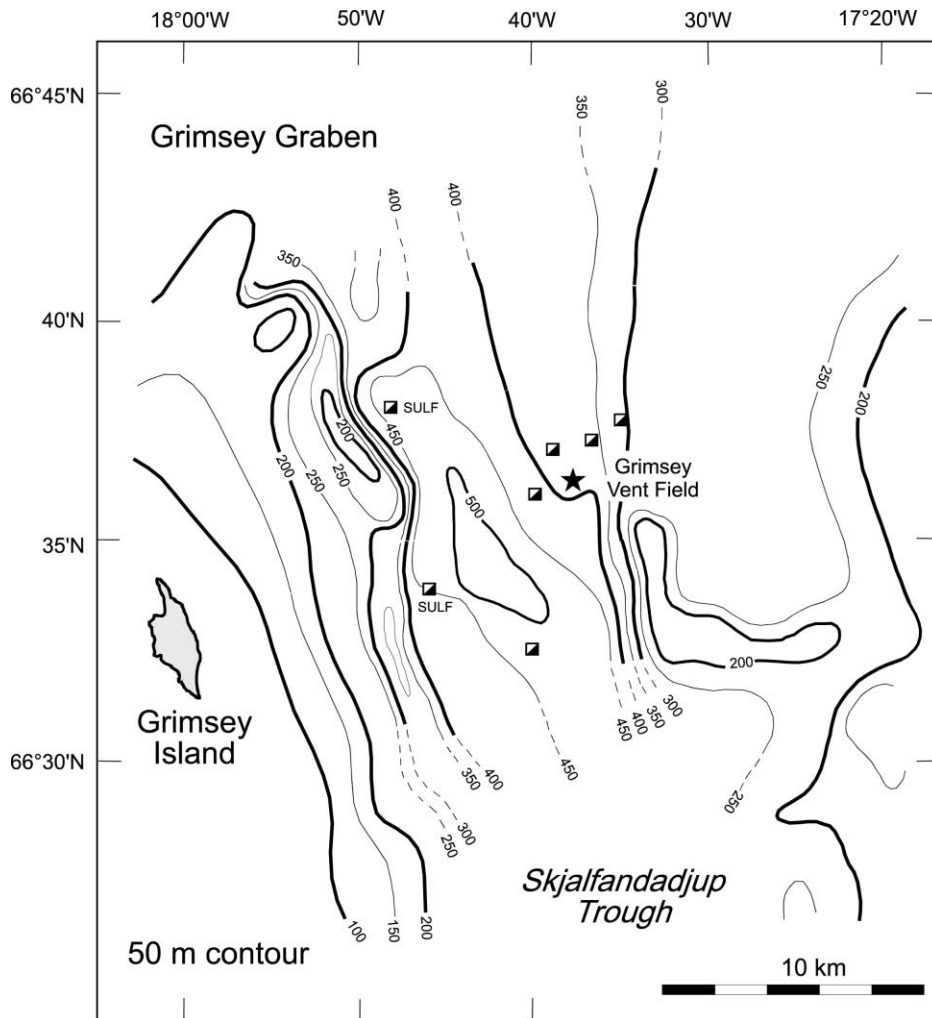 18°00'W
50'W
40'W
30'W
17°20'W
66°45'N
Grimsey Graben
350
300
400
400
350
40'N
250
200
SULF
200
450
200
250
Grimsey
Vent Field
500
35'N
SULF
200
Grimsey
Island
66°30'N
450
300
350
400
450
400
350
250
300
250
Skjalfandadjup
Trough
100
150
200
50 m contour
10 km